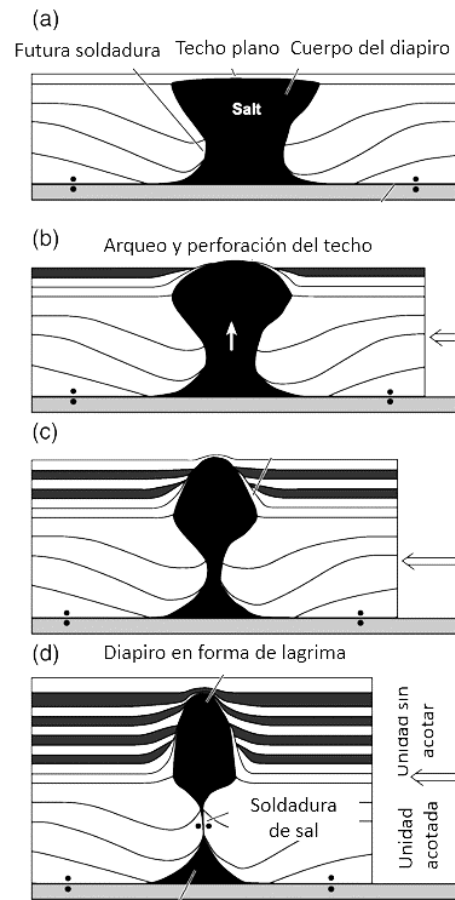 (a)
Futura soldadura
Techo plano
Cuerpo del diapiro
Salt
(b)
Arqueo y perforación del techo
(c)
(d)
Diapiro en forma de lagrima
Soldadura
de sal
Unidad sin
acotar
Unidad
acotada